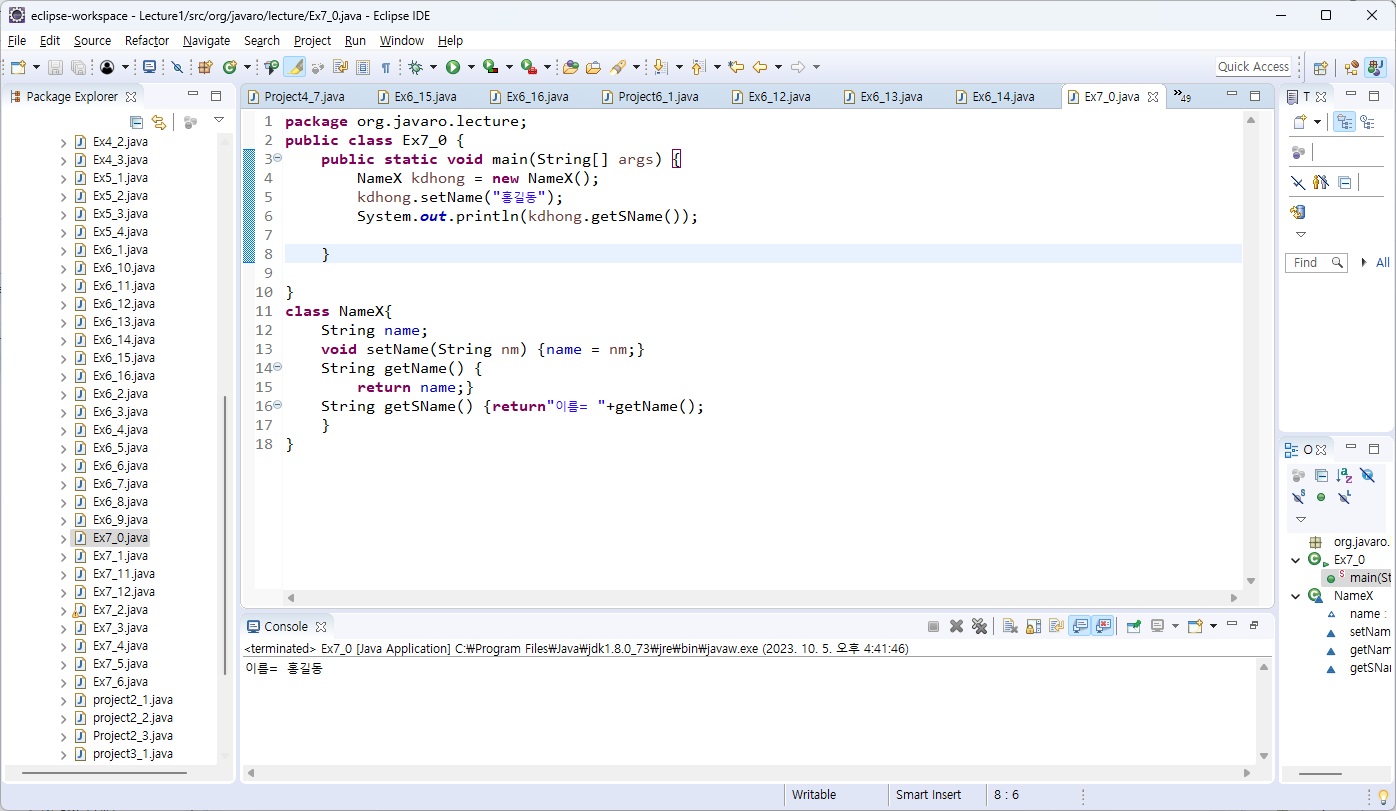 eclipse-workspace - Lecture1/src/org/javaro/lecture/Ex7_0.java - Eclipse IDE
File Edit Source Refactor Navigate Search Project Run Window Help
Quick Access
Package Explorer
Ex4_2.java
Ex4_3.java
Ex5_1.java
Ex5_2.java
Ex5_3.java
Ex5_4.java
Ex6_1.java
Ex6_10.java
Ex6_11.java
Ex6_12.java
Ex6_13.java
Ex6_14.java
Ex6_15.java
Ex6_16.java
Ex6_2.java
Ex6_3.java
Ex6_4.java
Ex6_5.java
Ex6_6.java
Ex6_7.java
Ex6_8.java
Ex6_9.java
Ex7_0.java
Ex7_1.java
Ex7_11.java
Ex7_12.java
Ex7_2.java
Ex7_3.java
Ex7_4.java
Ex7_5.java
Ex7_6.java
project2_1.java
project2_2.java
Project2_3.java
project3_1.java
Project4_7.java Ex6_15.java Ex6_16.java Project6_1.java Ex6_12.java Ex6_13.java Ex6_14.java Ex7_0.java »49
1 package org.javaro.lecture;
2 public class Ex7_0 {
3 public static void main(String[] args) {
4 NameX kdhong = new NameX();
5 kdhong.setName("홍길동");
6 System.out.println(kdhong.getSName());
7
8 }
9
10 }
11 class NameX{
12 String name;
13 void setName(String nm) {name = nm;}
14 String getName() {
15 return name;}
16 String getSName() {return"이름= "+getName();
17 }
18 }
Console
<terminated> Ex7_0 [Java Application] C:₩Program Files₩Java₩jdk1.8.0_73₩jre₩bin₩javaw.exe (2023. 10. 5. 오후 4:41:46)
이름= 홍길동
T
Find All
O
org.javaro.
Ex7_0
main(St
NameX
name :
setNam
getNam
getSNar
Writable Smart Insert 8 : 6